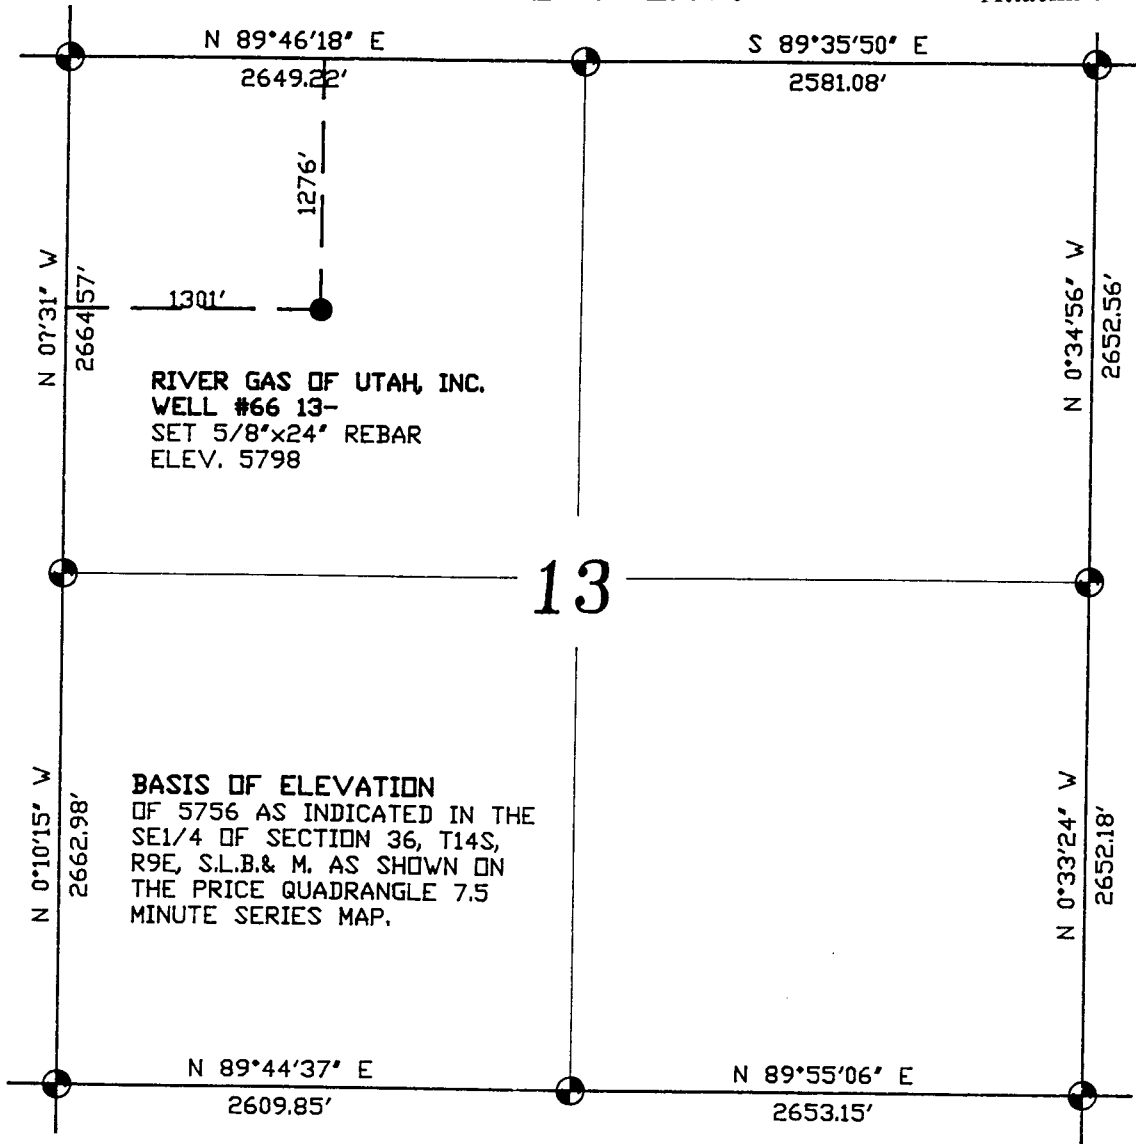 N 89°46'18" E
S 89°35'50" E
2649.22'
2581.08'
1276'
N 07'31" W
2664.57'
1301'
N 0°34'56" W
2652.56'
RIVER GAS OF UTAH, INC.
WELL #66 13-
SET 5/8"x24" REBAR
ELEV. 5798
13
N 0°10'15" W
2662.98'
BASIS OF ELEVATION
OF 5756 AS INDICATED IN THE
SE1/4 OF SECTION 36, T14S,
R9E, S.L.B.& M. AS SHOWN ON
THE PRICE QUADRANGLE 7.5
MINUTE SERIES MAP.
N 0°33'24" W
2652.18'
N 89°44'37" E
N 89°55'06" E
2609.85'
2653.15'